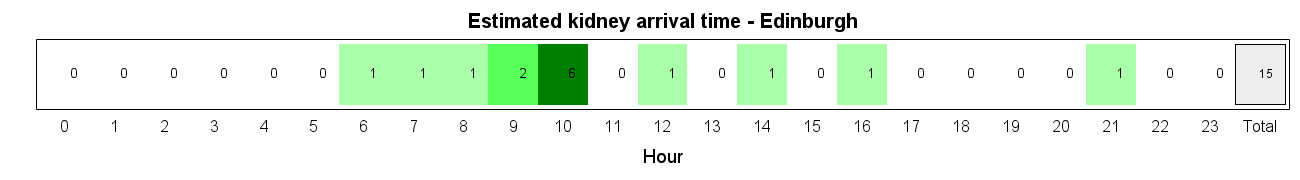 Estimated kidney arrival time - Edinburgh
0 0 0 0 0 0 1 1 1 2 6 0 1 0 1 0 1 0 0 0 0 1 0 0 15
0 1 2 3 4 5 6 7 8 9 10 11 12 13 14 15 16 17 18 19 20 21 22 23 Total
Hour